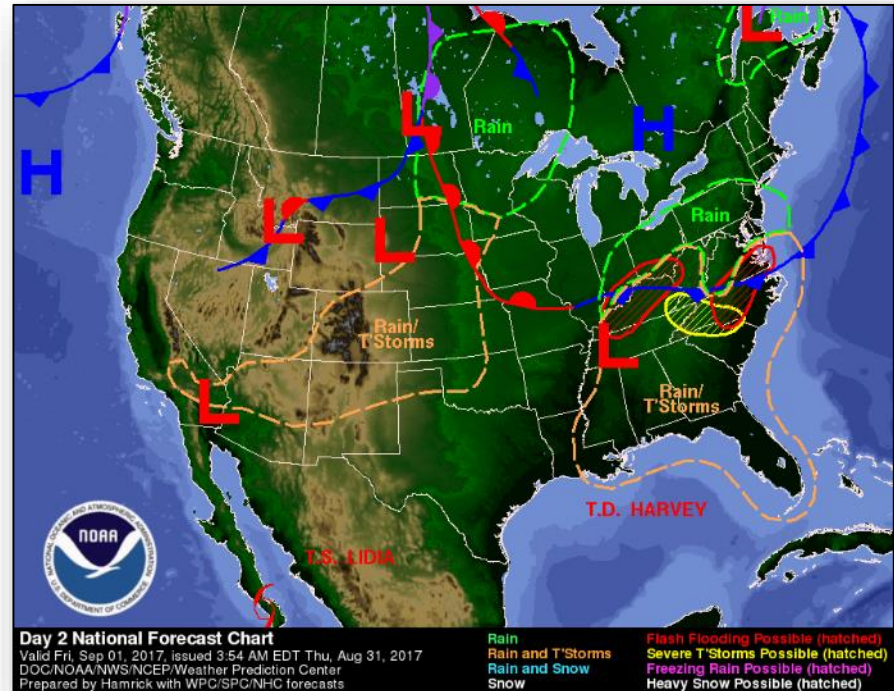 L
Rain
L
Rain
H
H
L
L
Rain
Rain/
T'Storms
L
L
Rain/
T'Storms
T.D. HARVEY
NATIONAL OCEANIC AND ATMOSPHERIC ADMINISTRATION
NOAA
U.S. DEPARTMENT OF COMMERCE
T.S. LIDIA
Day 2 National Forecast Chart
Valid Fri, Sep 01, 2017, issued 3:54 AM EDT Thu, Aug 31, 2017
DOC/NOAA/NWS/NCEP/Weather Prediction Center
Prepared by Hamrick with WPC/SPC/NHC forecasts
Rain
Rain and T'Storms
Rain and Snow
Snow
Flash Flooding Possible (hatched)
Severe T'Storms Possible (hatched)
Freezing Rain Possible (hatched)
Heavy Snow Possible (hatched)